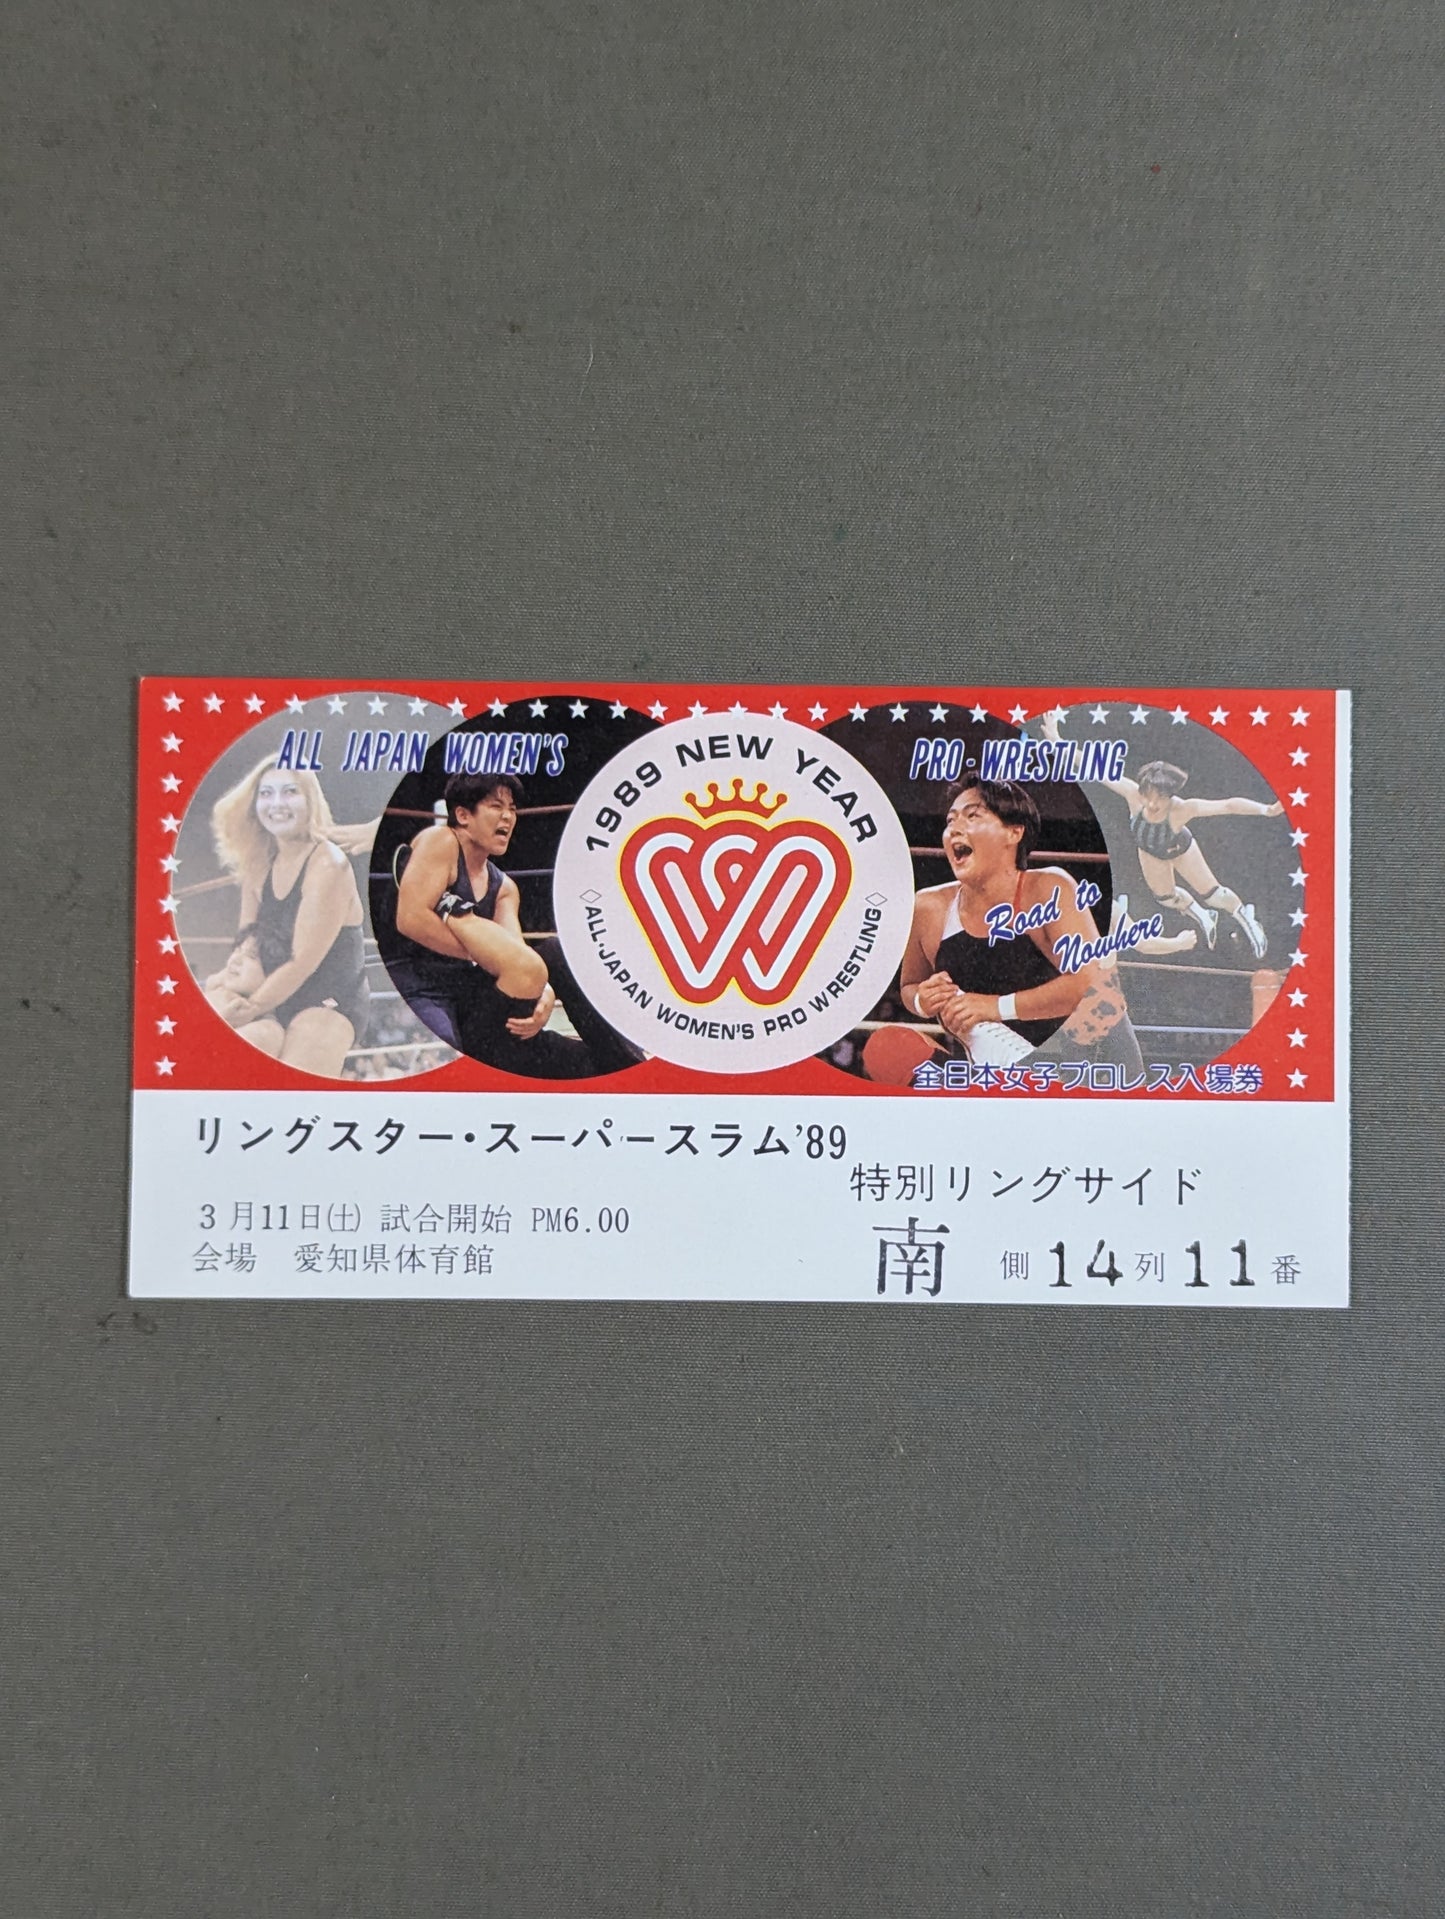 ALL JAPAN WOMEN'S
PRO-WRESTLING
1989 NEW YEAR
ALL·JAPAN WOMEN'S PRO WRESTLING
Road to
Nowhere
全日本女子プロレス入場券
リングスター・スーパースラム'89
特別リングサイド
3月11日(土) 試合開始 PM6.00
会場 愛知県体育館
南 側 14 列 11 番